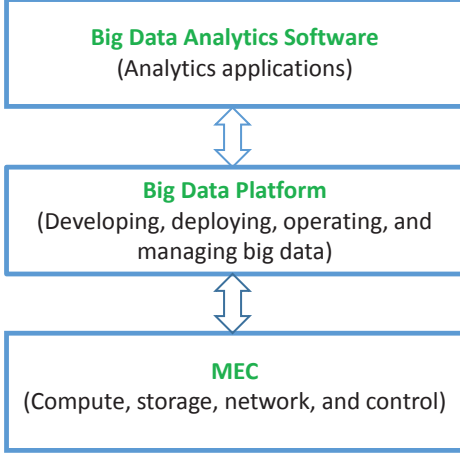 Big Data Analytics Software
(Analytics applications)
Big Data Platform
(Developing, deploying, operating, and
managing big data)
MEC
(Compute, storage, network, and control)